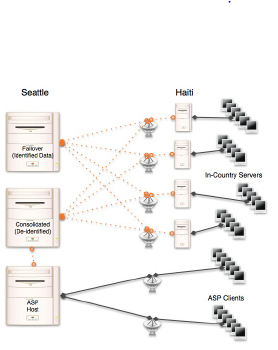 Seattle
Haiti
Failover
(Identified Data)
In-Country Servers
Consolidated
(De-identified)
ASP
Host
ASP Clients